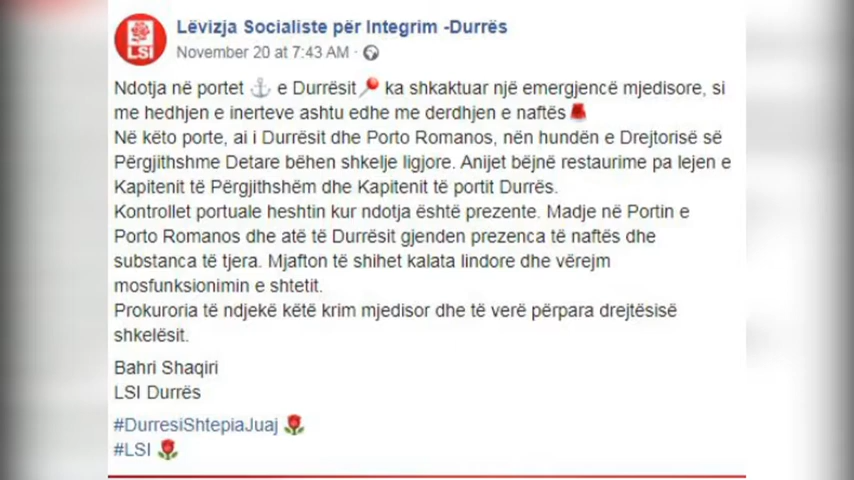 LSI
Lëvizja Socialiste për Integrim -Durrës
November 20 at 7:43 AM ·
Ndotja në portet ⚓ e Durrësit📍 ka shkaktuar një emergjencë mjedisore, si
me hedhjen e inerteve ashtu edhe me derdhjen e naftës
Në këto porte, ai i Durrësit dhe Porto Romanos, nën hundën e Drejtorisë së
Përgjithshme Detare bëhen shkelje ligjore. Anijet bëjnë restaurime pa lejen e
Kapitenit të Përgjithshëm dhe Kapitenit të portit Durrës.
Kontrollet portuale heshtin kur ndotja është prezente. Madje në Portin e
Porto Romanos dhe atë të Durrësit gjenden prezenca të naftës dhe
substanca të tjera. Mjafton të shihet kalata lindore dhe vërejm
mosfunksionimin e shtetit.
Prokuroria të ndjekë këtë krim mjedisor dhe të verë përpara drejtësisë
shkelësit.
Bahri Shaqiri
LSI Durrës
#DurresiShtepiaJuaj 🌹
#LSI 🌹